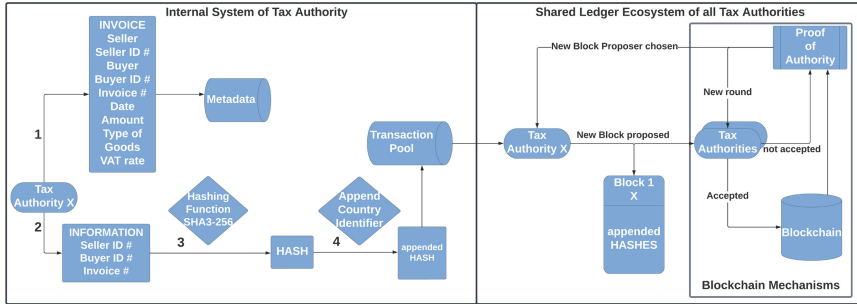 Internal System of Tax Authority
INVOICE
Seller
Seller ID #
Buyer
Buyer ID #
Invoice #
Date
Amount
Type of
Goods
VAT rate
Metadata
1
Tax
Authority X
2
INFORMATION
Seller ID #
Buyer ID #
Invoice #
Hashing
Function
SHA3-256
3
HASH
Append
Country
Identifier
4
appended
HASH
Transaction
Pool
Shared Ledger Ecosystem of all Tax Authorities
New Block Proposer chosen
Proof
of
Authority
New round
Tax
Authority X
New Block proposed
Tax
Authorities
not accepted
Block 1
X
appended
HASHES
Accepted
Blockchain
Blockchain Mechanisms